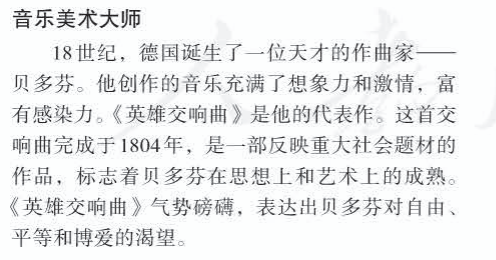 音乐美术大师
18世纪，德国诞生了一位天才的作曲家——
贝多芬。他创作的音乐充满了想象力和激情，富
有感染力。《英雄交响曲》是他的代表作。这首交
响曲完成于1804年，是一部反映重大社会题材的
作品，标志着贝多芬在思想上和艺术上的成熟。
《英雄交响曲》气势磅礴，表达出贝多芬对自由、
平等和博爱的渴望。